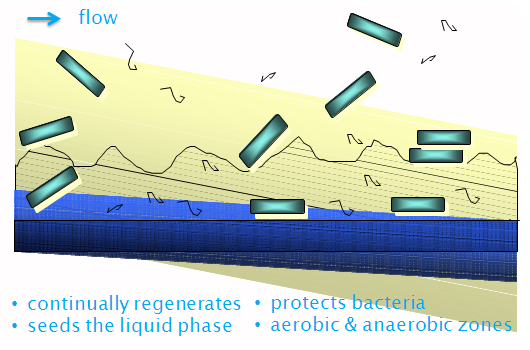 flow
• continually regenerates
• seeds the liquid phase
• protects bacteria
• aerobic & anaerobic zones